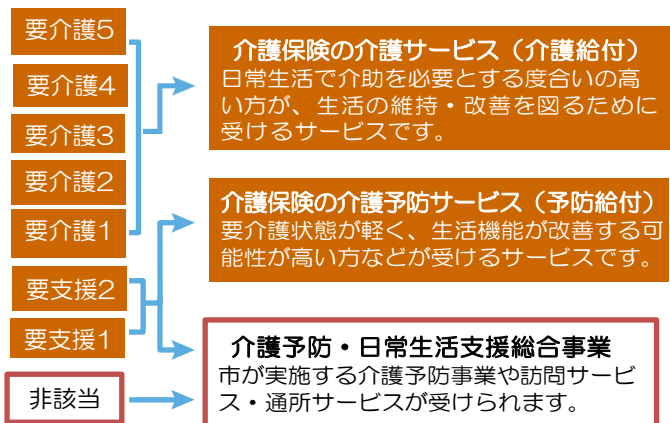 要介護5
要介護4
要介護3
要介護2
要介護1
要支援2
要支援1
非該当
介護保険の介護サービス（介護給付）
日常生活で介助を必要とする度合いの高
い方が、生活の維持・改善を図るために
受けるサービスです。
介護保険の介護予防サービス（予防給付）
要介護状態が軽く、生活機能が改善する可
能性が高い方などが受けるサービスです。
介護予防・日常生活支援総合事業
市が実施する介護予防事業や訪問サービ
ス・通所サービスが受けられます。